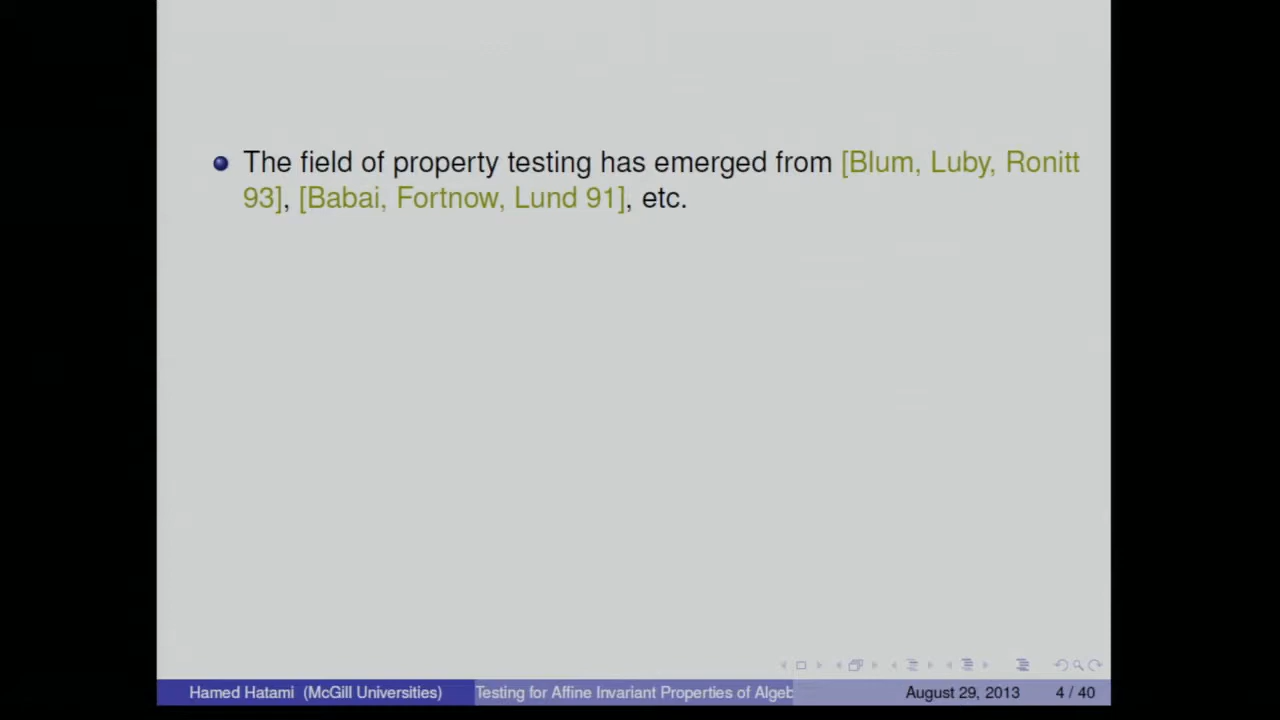 The field of property testing has emerged from [Blum, Luby, Ronitt
93], [Babai, Fortnow, Lund 91], etc.
Hamed Hatami (McGill Universities) Testing for Affine Invariant Properties of Algeb August 29, 2013 4 / 40